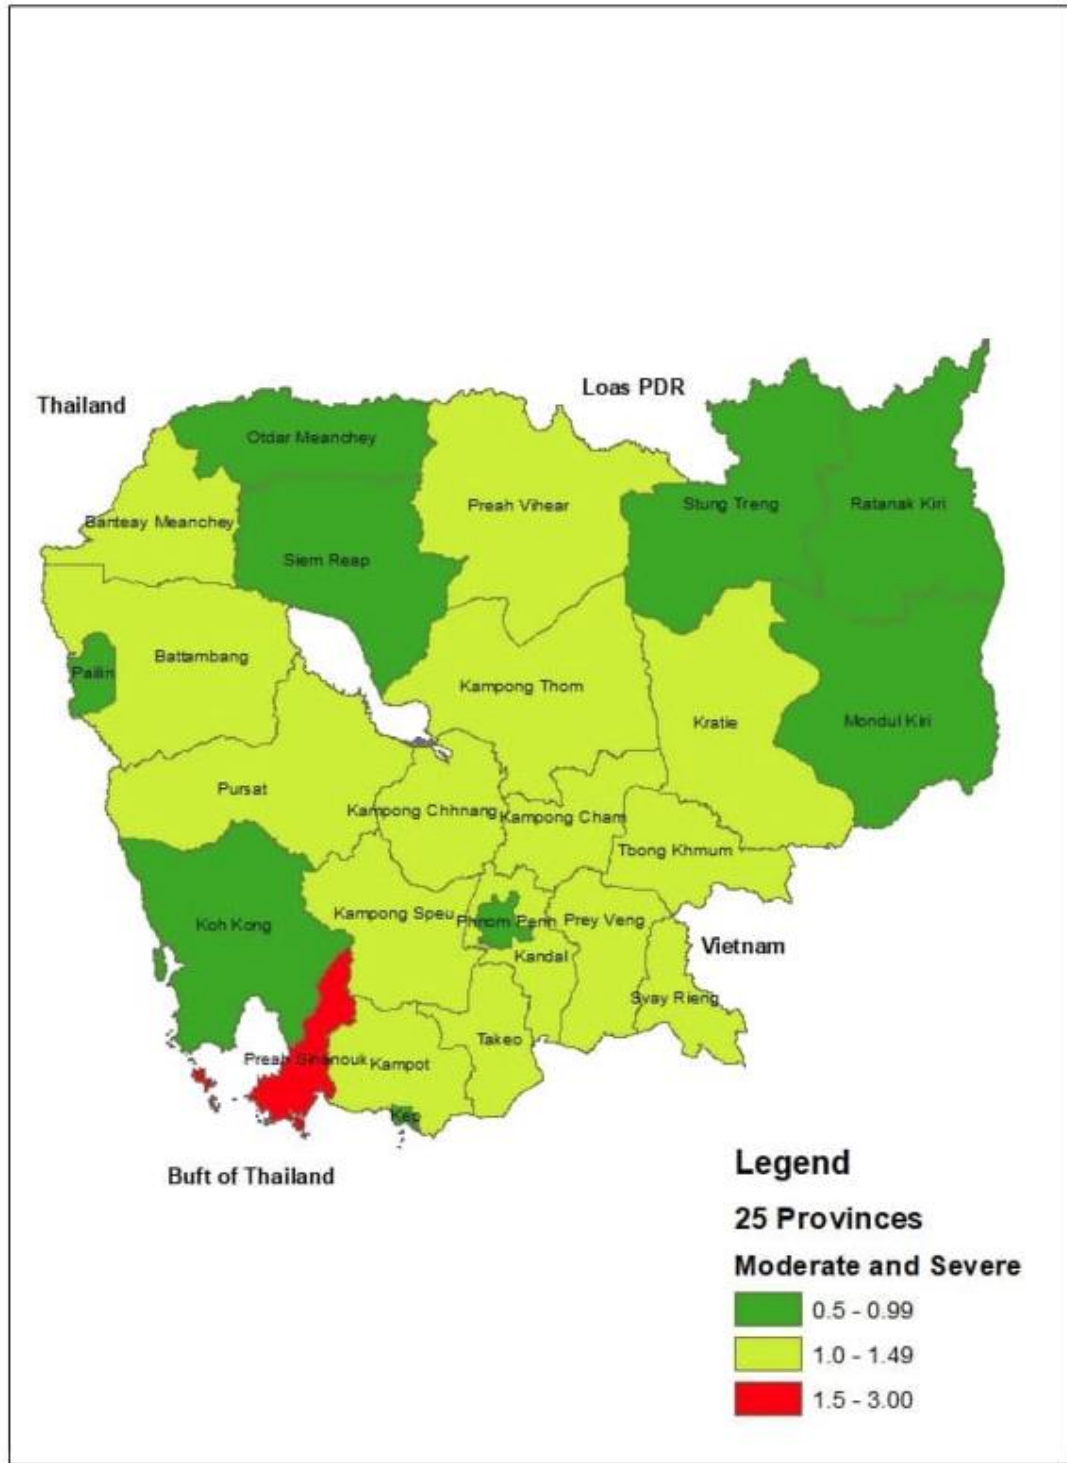 Loas PDR
Thailand
Otdar Meanchey
Preah Vihear
Stung Treng
Ratanak Kiri
Banteay Meanchey
Siem Reap
Battambang
Pailin
Kampong Thom
Kratie
Mondul Kiri
Pursat
Kampong Chhnang
Kampong Cham
Tbong Khmum
Kampong Speu
Phnom Penh
Prey Veng
Koh Kong
Vietnam
Kandal
Svay Rieng
Takeo
Preah Sihanouk
Kampot
Kep
Buft of Thailand
Legend
25 Provinces
Moderate and Severe
0.5 - 0.99
1.0 - 1.49
1.5 - 3.00